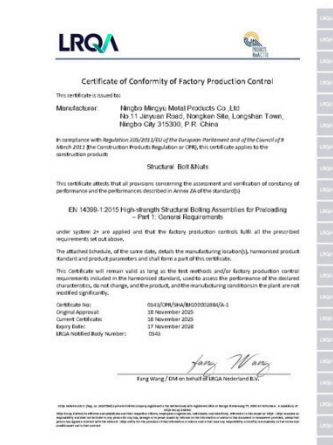 LRQA
Certificate of Conformity of Factory Production Control
This certificate is issued to:
Manufacturer: Ningbo Mingyu Metal Products Co.,Ltd
No.11 Jinyuan Road, Nongken Site, Longshan Town,
Ningbo City 315300, P.R. China
In compliance with Regulation 305/2011/EU of the European Parliament and of the Council of 9
March 2011 (the Construction Products Regulation or CPR), this certificate applies to the
construction products
Structural Bolt &Nuts
This certificate attests that all provisions concerning the assessment and verification of constancy of
performance and the performances described in Annex ZA of the standard(s)
EN 14399-1:2015 High-strength Structural Bolting Assemblies for Preloading
– Part 1: General Requirements
under system 2+ are applied and that the factory production controls fulfil all the prescribed
requirements set out above.
The attached Schedule, of the same date, details the manufacturing location(s), harmonised product
standard and product parameters and shall form a part of this certificate.
This Certificate will remain valid as long as the test methods and/or factory production control
requirements included in the harmonised standard, used to assess the performance of the declared
characteristics, do not change, and the product, and the manufacturing conditions in the plant are not
modified significantly.
Certificate No:
Original Approval: 18 November 2025
Current Certificate: 18 November 2025
Expiry Date: 17 November 2028
LRQA Notified Body Number: 0343
Fang Wang
Fang Wang / DM on behalf of LRQA Nederland B.V.